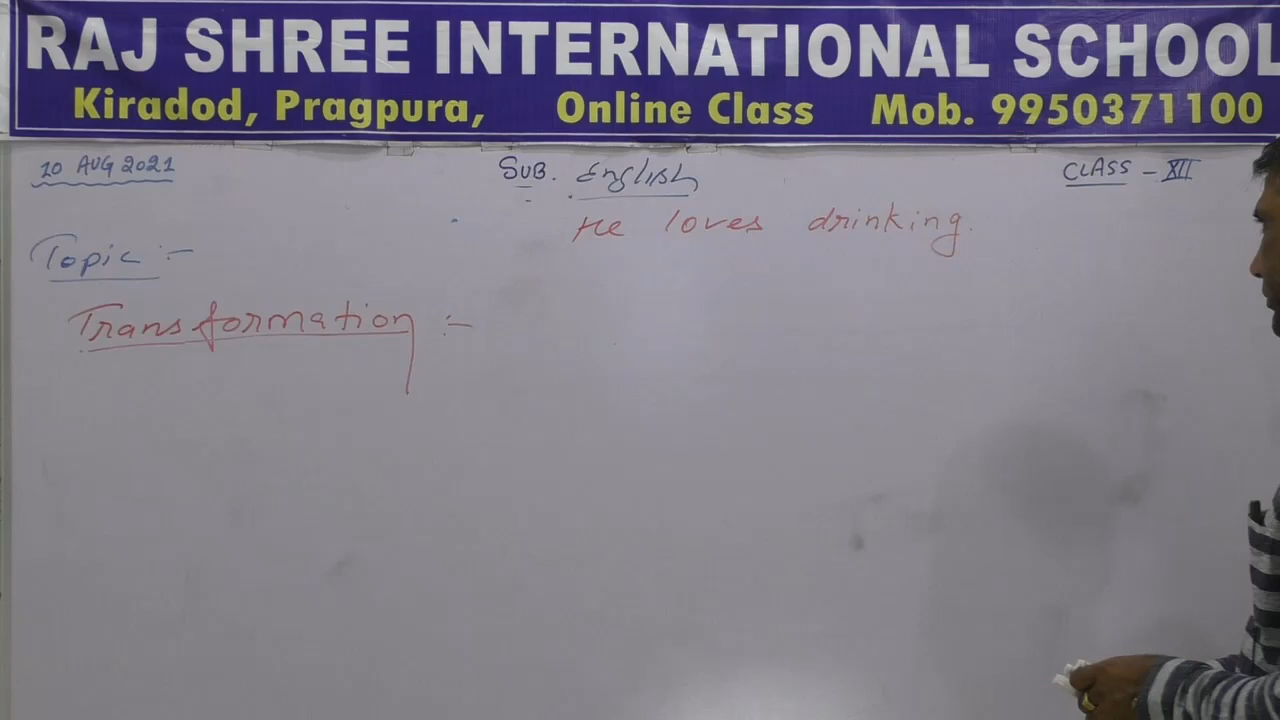 RAJ SHREE INTERNATIONAL SCHOOL
Kiradod, Pragpura, Online Class Mob. 9950371100
10 AUG 2021 SUB. English CLASS - XII
He loves drinking.
Topic :-
Transformation :-